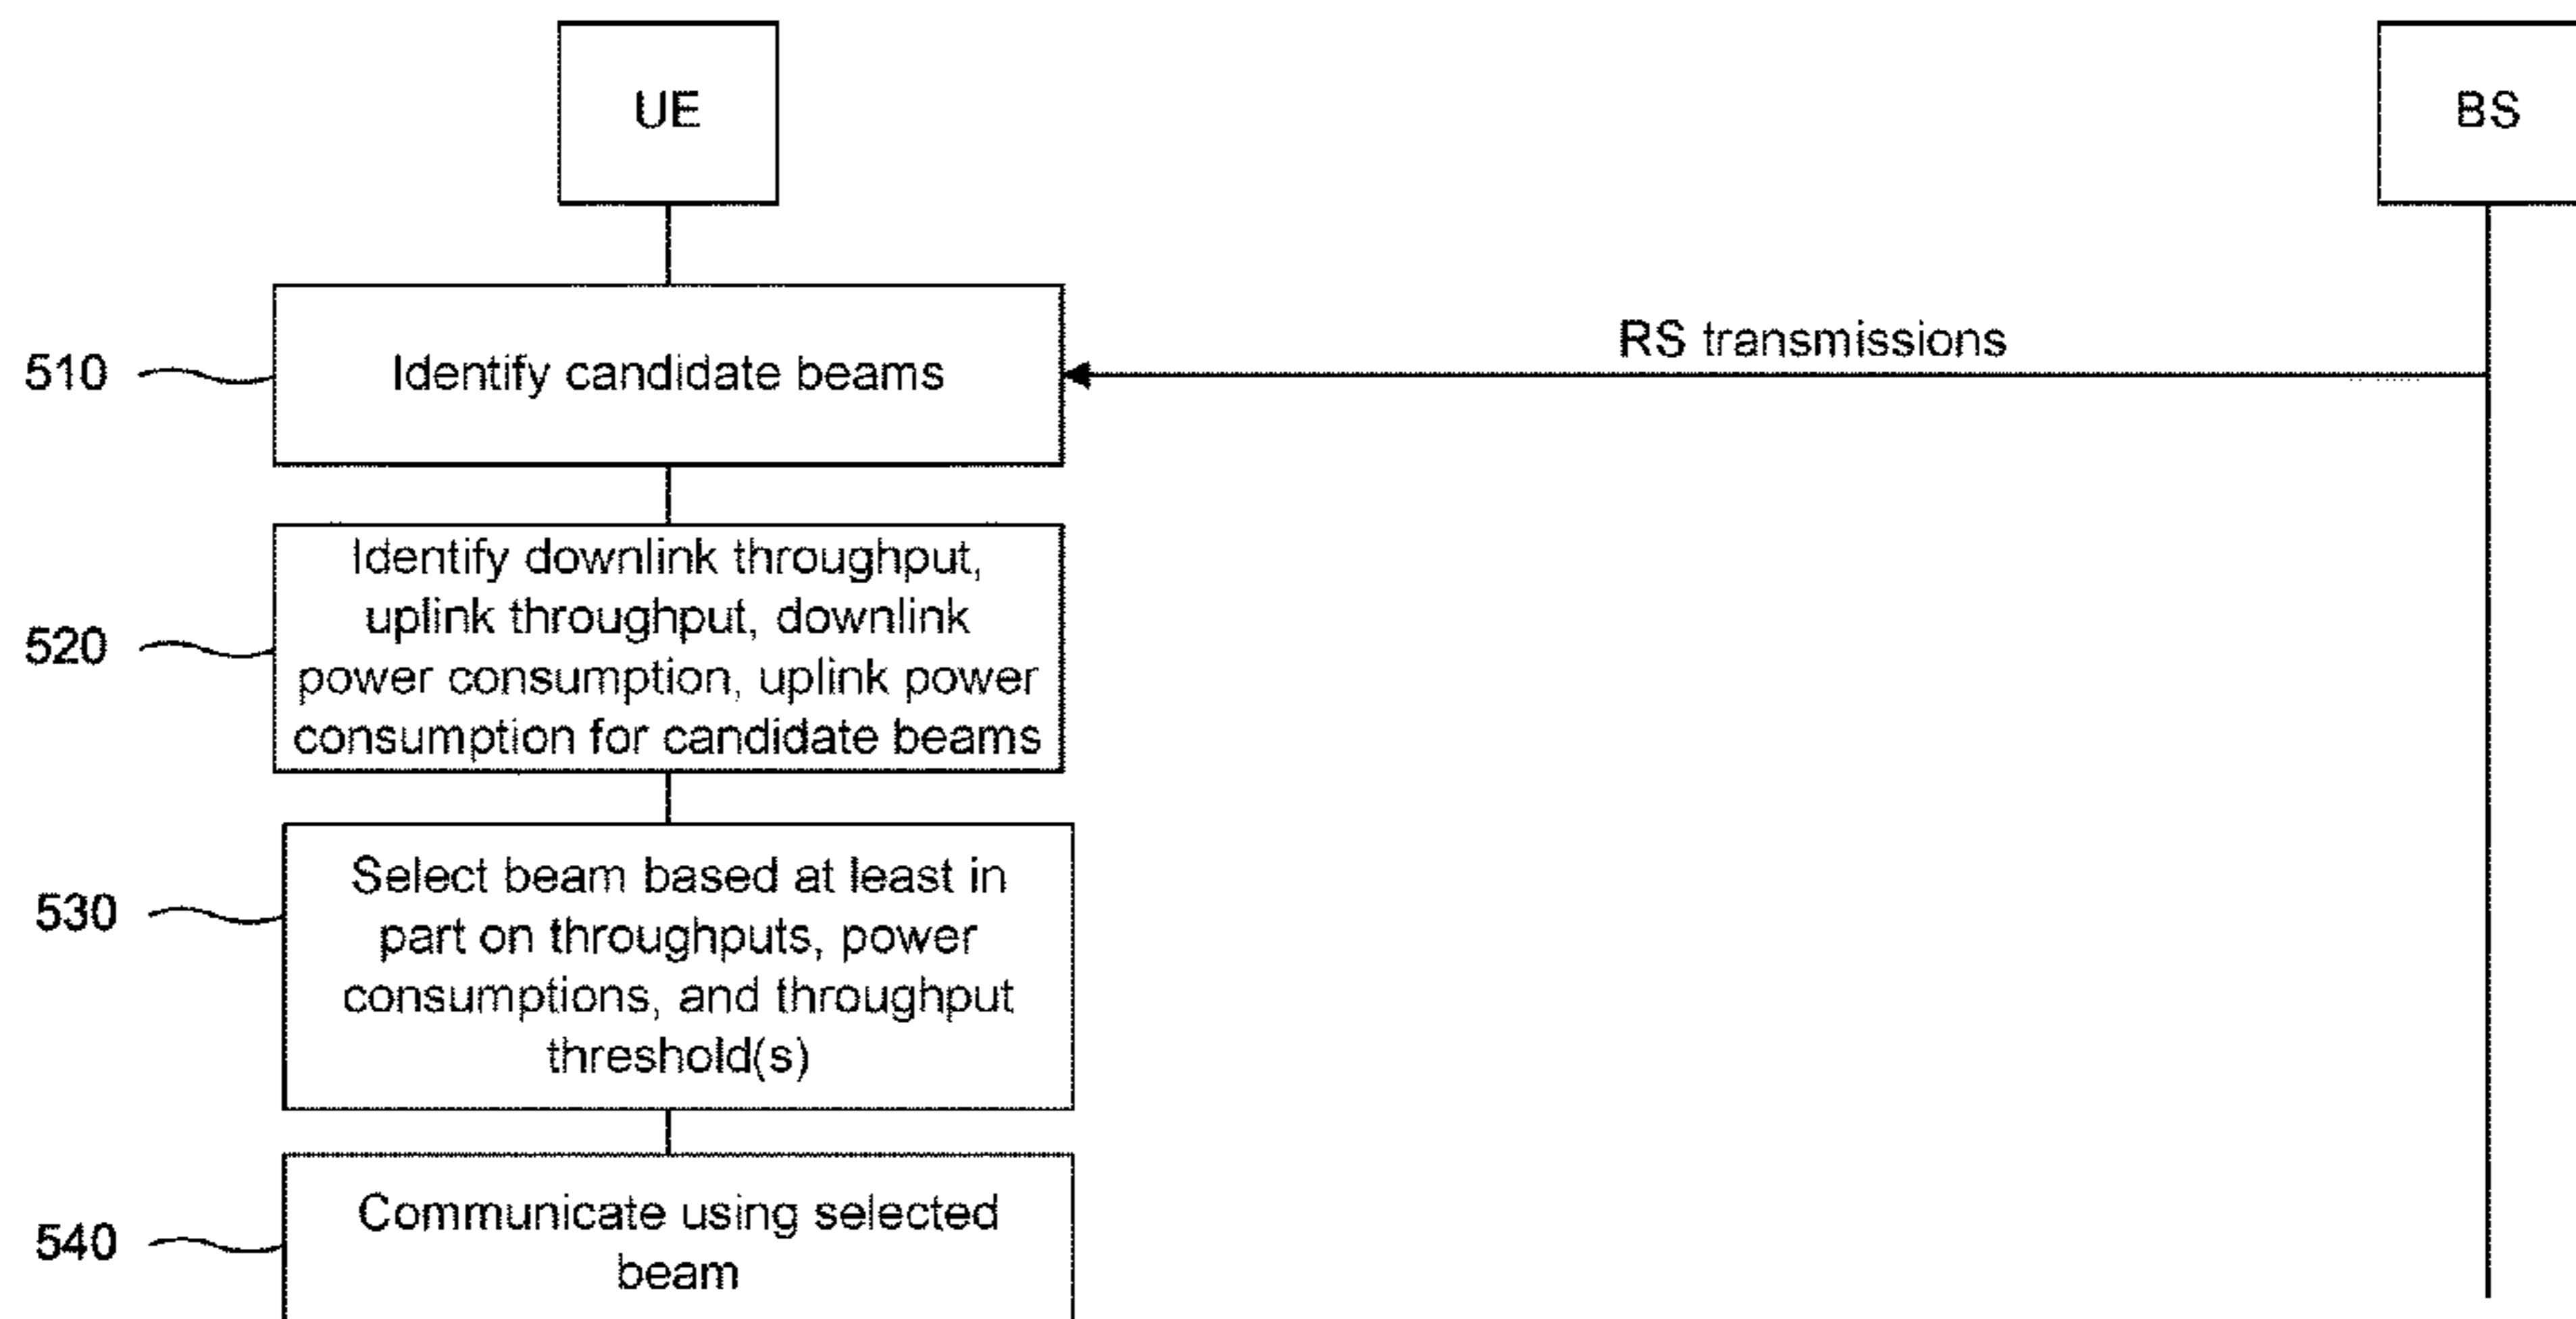 UE
BS
RS transmissions
510
Identify candidate beams
520
Identify downlink throughput,
uplink throughput, downlink
power consumption, uplink power
consumption for candidate beams
530
Select beam based at least in
part on throughputs, power
consumptions, and throughput
threshold(s)
540
Communicate using selected
beam